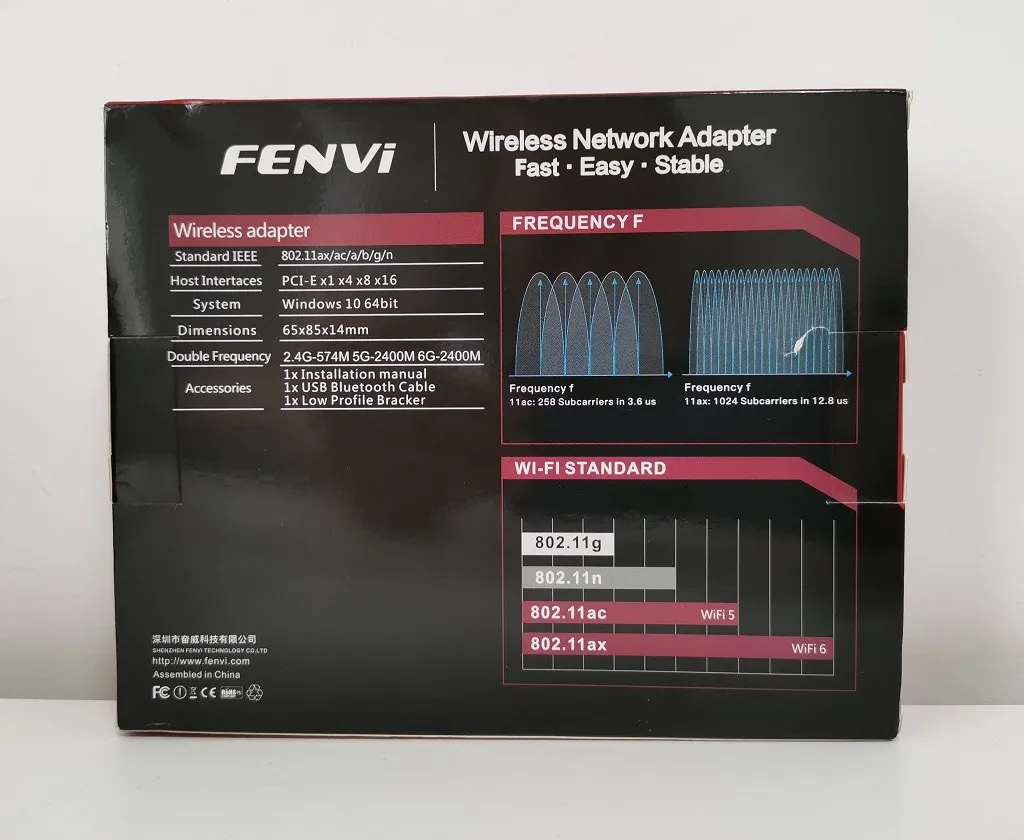 FENVi
Wireless Network Adapter
Fast · Easy · Stable
Wireless adapter
Standard IEEE 802.11ax/ac/a/b/g/n
Host Intertaces PCI-E x1 x4 x8 x16
System Windows 10 64bit
Dimensions 65x85x14mm
Double Frequency 2.4G-574M 5G-2400M 6G-2400M
Accessories
1x Installation manual
1x USB Bluetooth Cable
1x Low Profile Bracker
FREQUENCY F
Frequency f
11ac: 258 Subcarriers in 3.6 us
Frequency f
11ax: 1024 Subcarriers in 12.8 us
WI-FI STANDARD
802.11g
802.11n
802.11ac WiFi 5
802.11ax WiFi 6
深圳市奋威科技有限公司
SHENZHEN FENVI TECHNOLOGY CO.LTD
http://www.fenvi.com
Assembled in China
FC CE RoHS